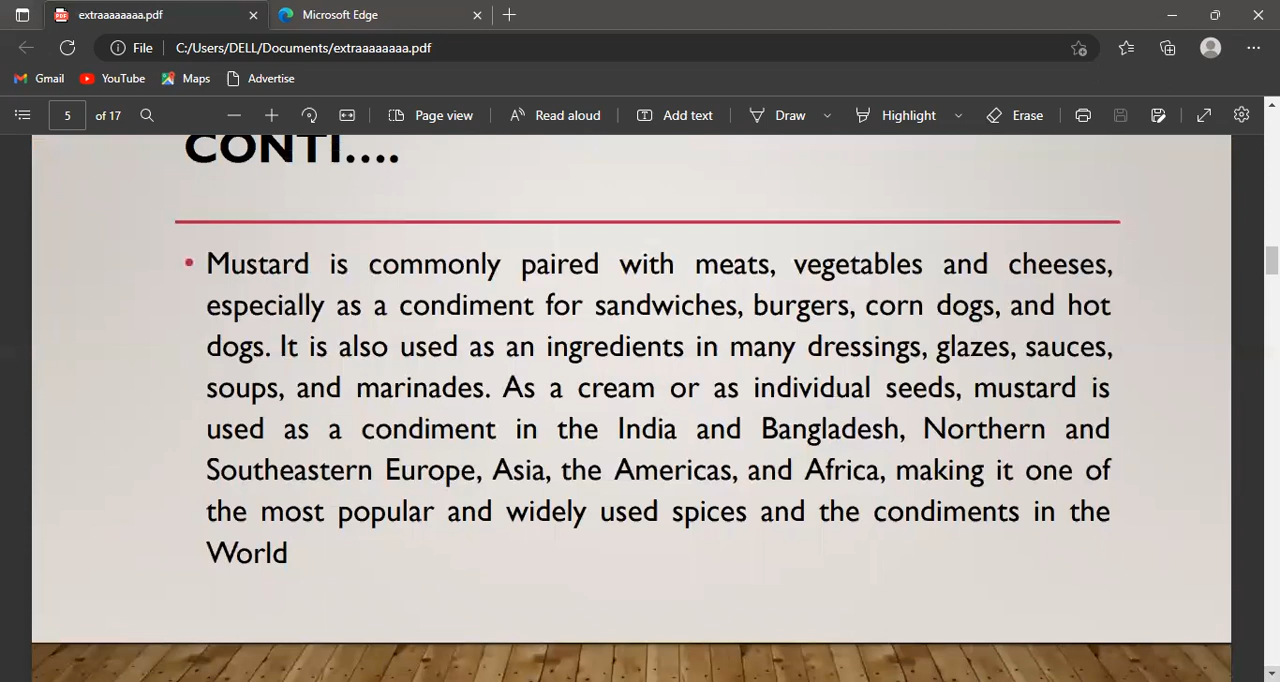 extraaaaaaaa.pdf
Microsoft Edge
File
C:/Users/DELL/Documents/extraaaaaaaa.pdf
Gmail
YouTube
Maps
Advertise
5 of 17
Page view
Read aloud
Add text
Draw
Highlight
Erase
CONTI....
• Mustard is commonly paired with meats, vegetables and cheeses,
especially as a condiment for sandwiches, burgers, corn dogs, and hot
dogs. It is also used as an ingredients in many dressings, glazes, sauces,
soups, and marinades. As a cream or as individual seeds, mustard is
used as a condiment in the India and Bangladesh, Northern and
Southeastern Europe, Asia, the Americas, and Africa, making it one of
the most popular and widely used spices and the condiments in the
World